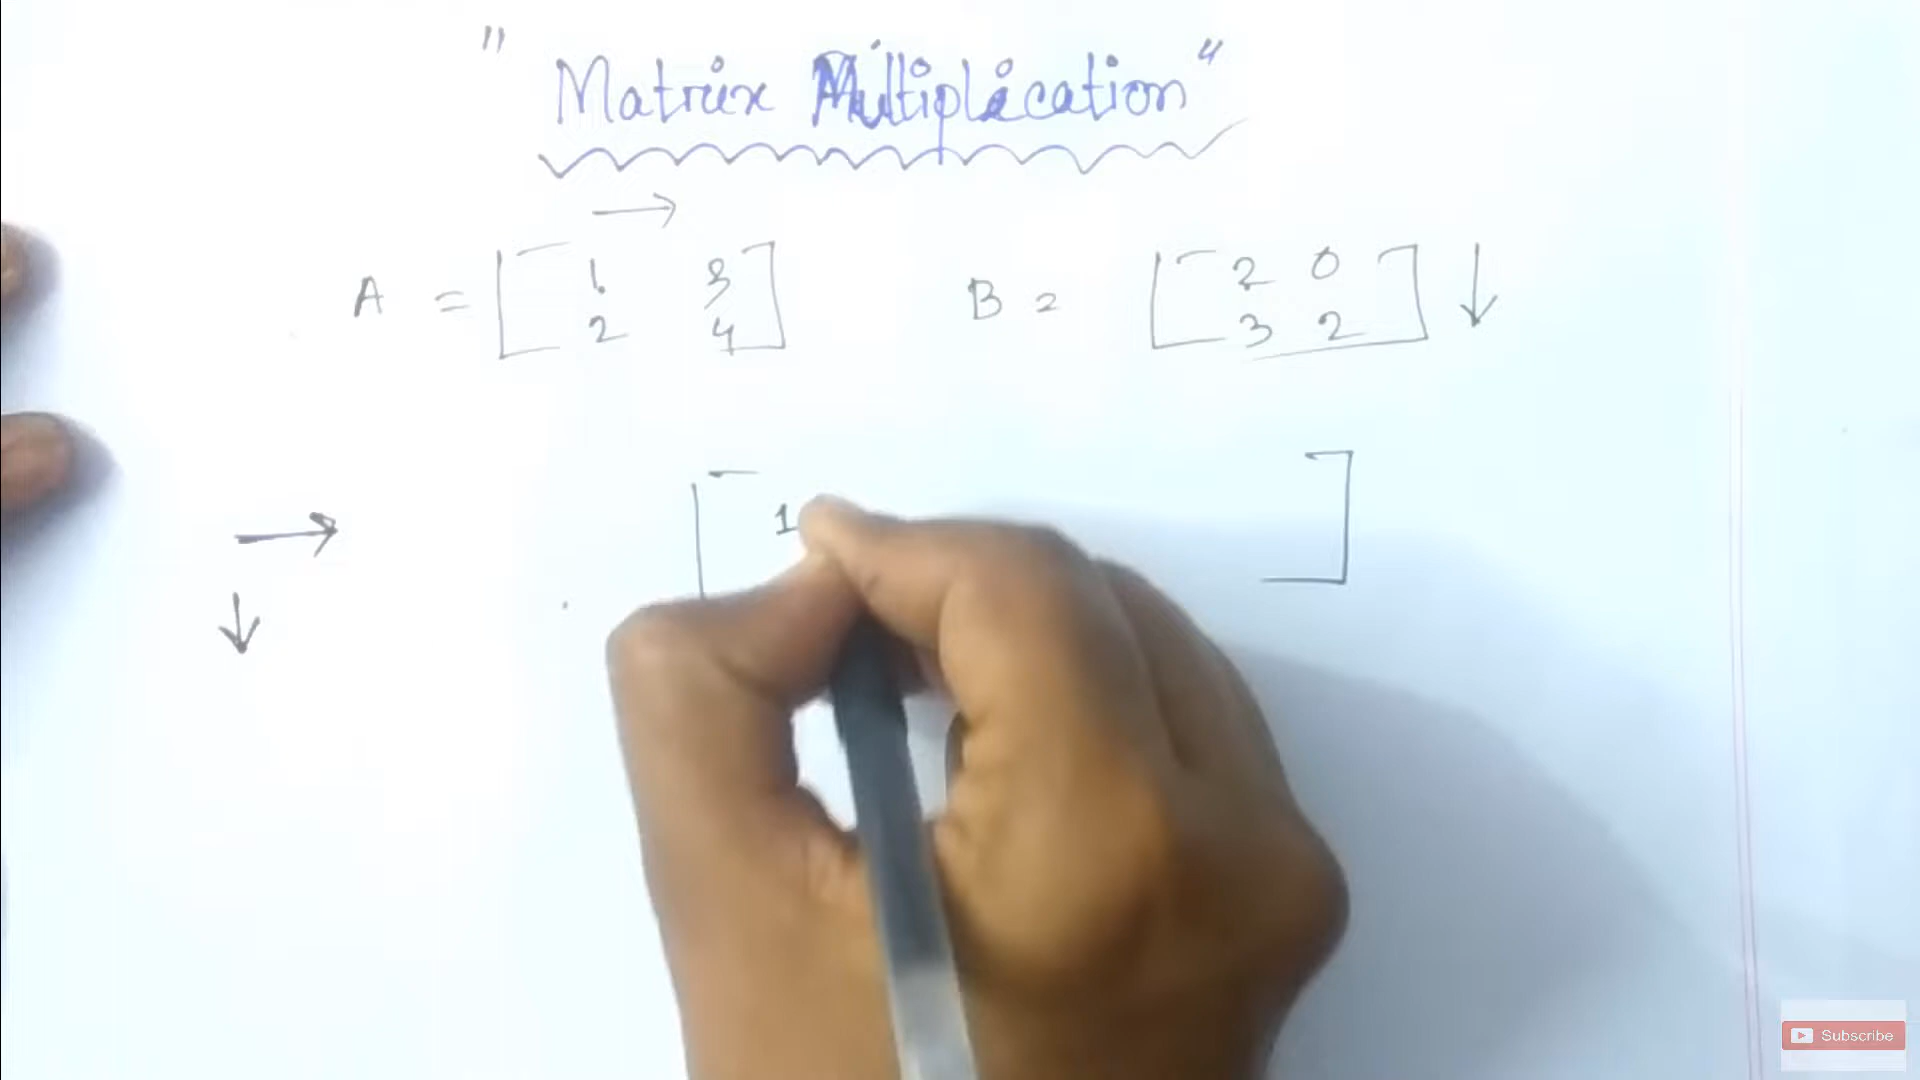 " Matrix Multiplication "
→
A = [ 1 3 B = [ 2 0 ] ↓
2 4 ] 3 2
[ 1 ]
→
↓
Subscribe